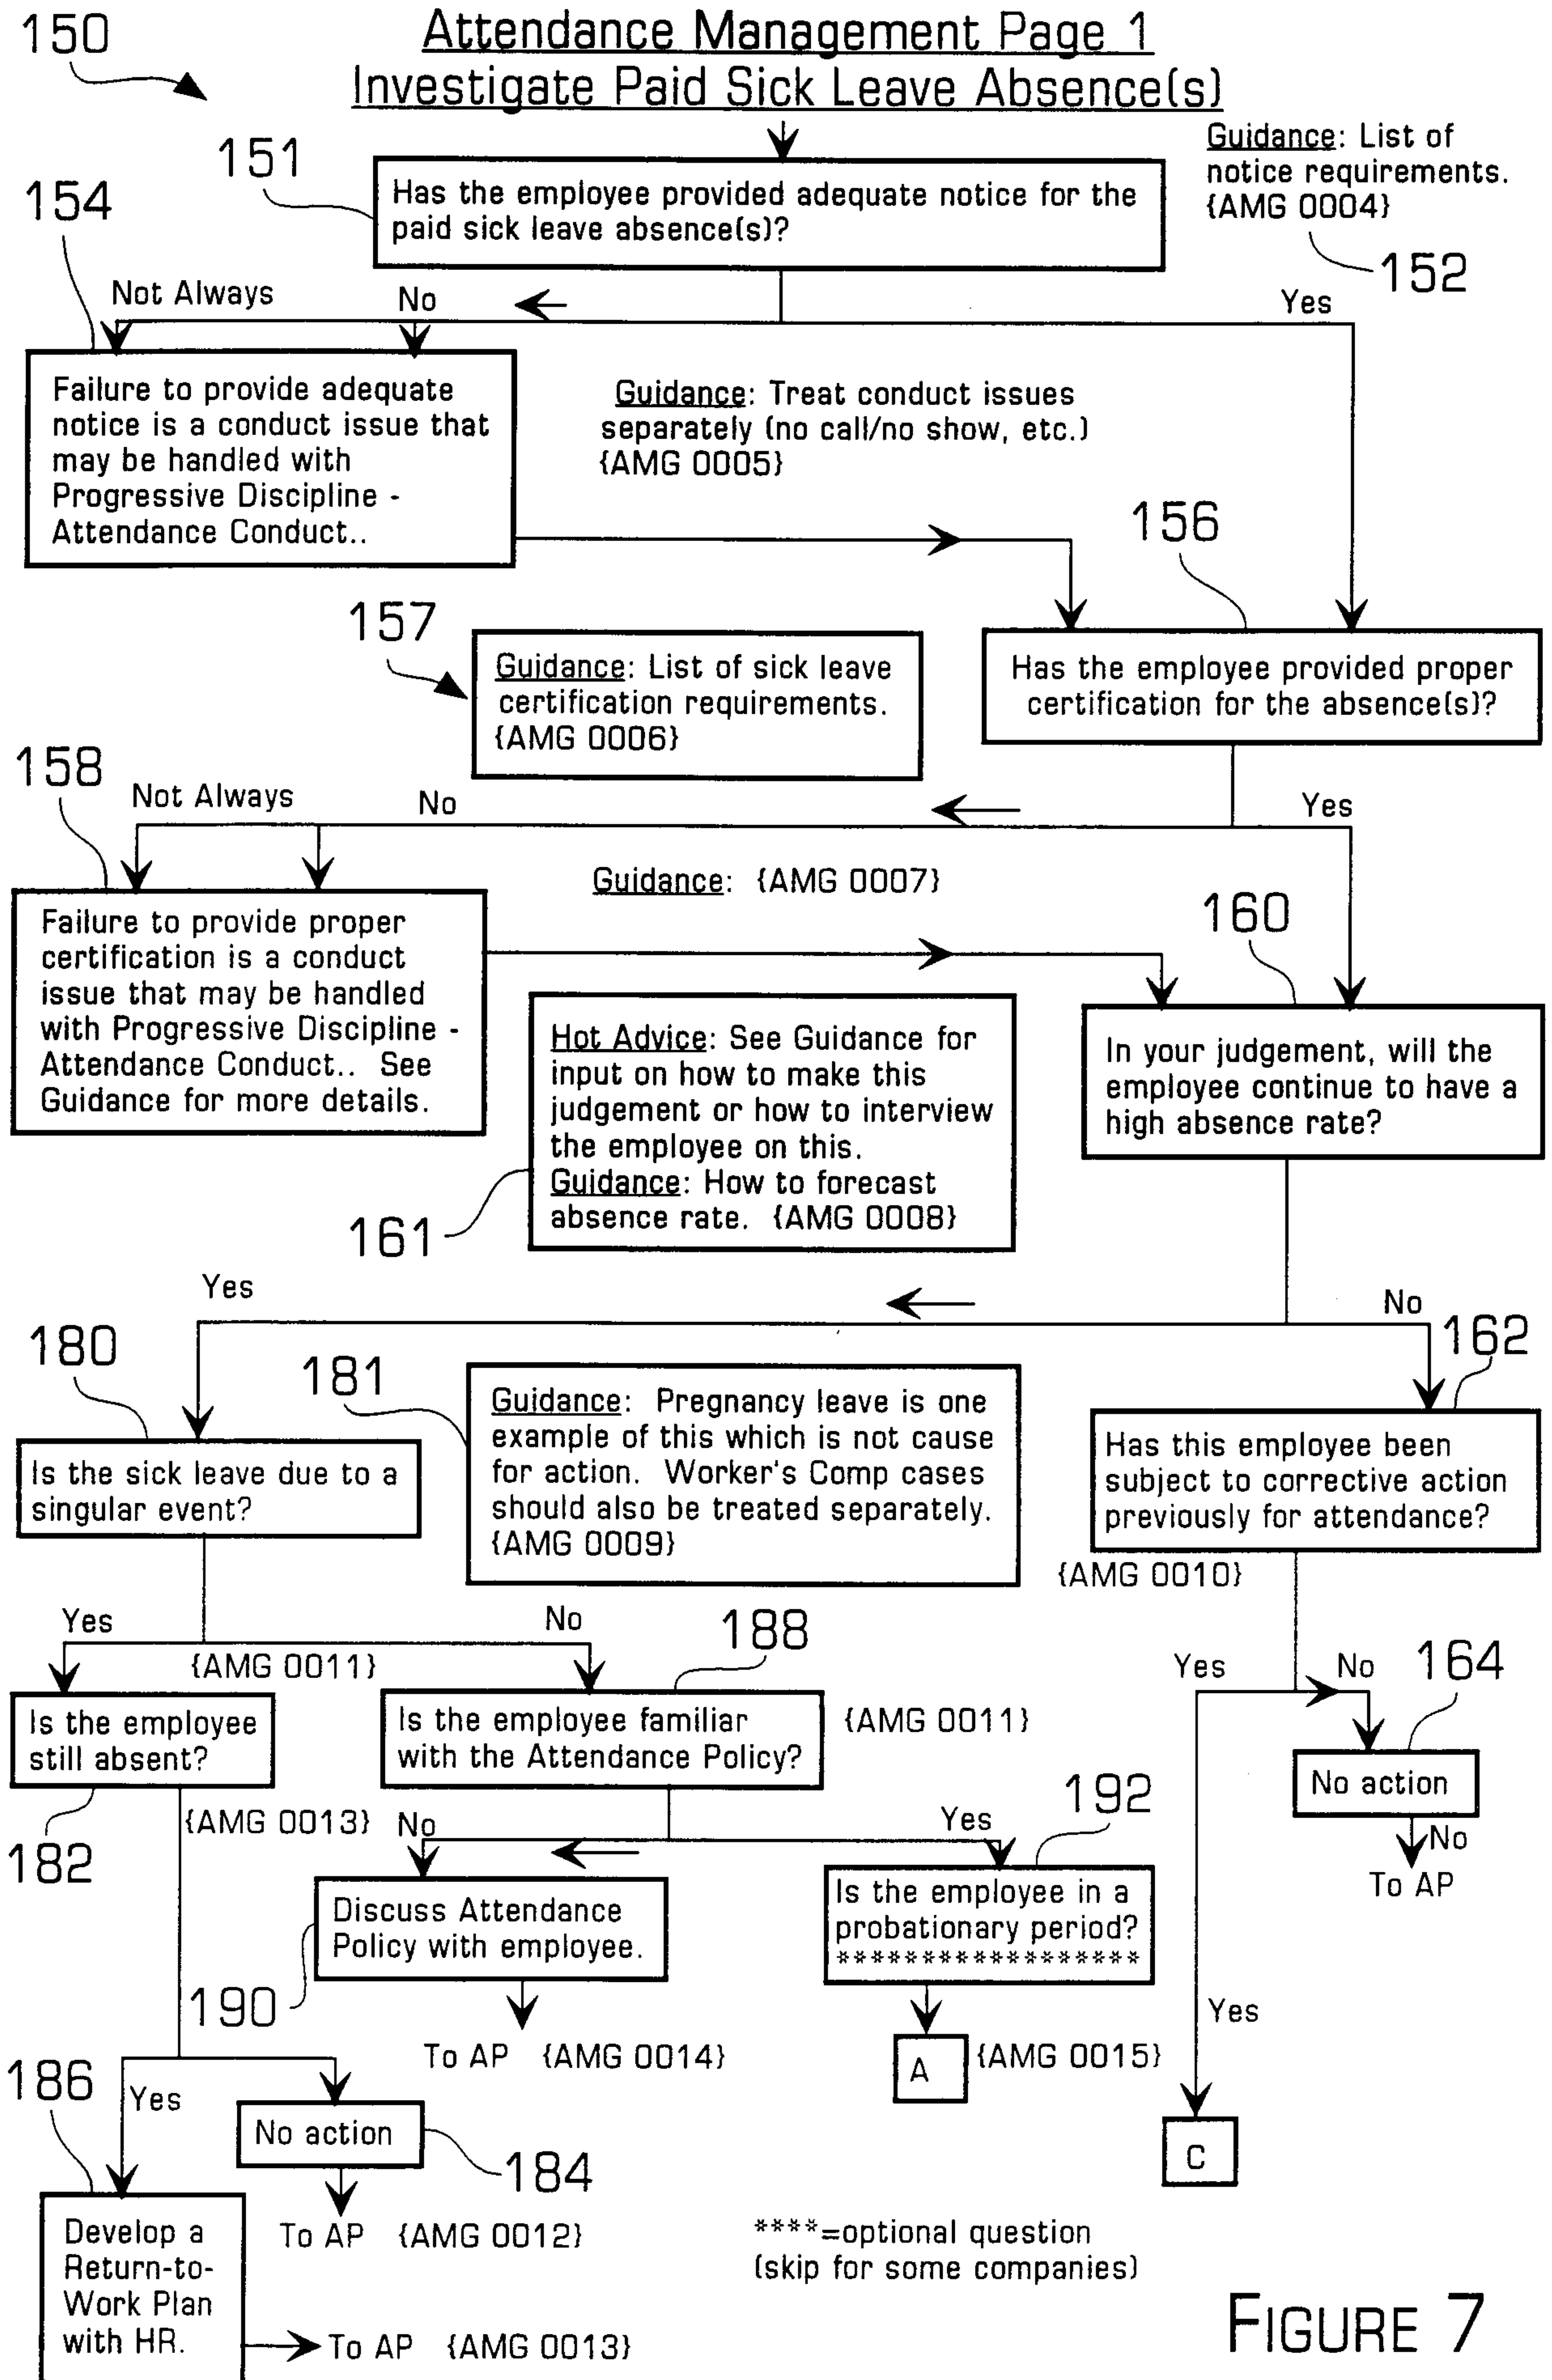 150
Attendance Management Page 1
Investigate Paid Sick Leave Absence(s)
151
Has the employee provided adequate notice for the
paid sick leave absence(s)?
Guidance: List of
notice requirements.
{AMG 0004}
152
154
Not Always
No
Yes
Failure to provide adequate
notice is a conduct issue that
may be handled with
Progressive Discipline -
Attendance Conduct..
Guidance: Treat conduct issues
separately (no call/no show, etc.)
{AMG 0005}
156
157
Guidance: List of sick leave
certification requirements.
{AMG 0006}
Has the employee provided proper
certification for the absence(s)?
158
Not Always
No
Yes
Guidance: {AMG 0007}
Failure to provide proper
certification is a conduct
issue that may be handled
with Progressive Discipline -
Attendance Conduct.. See
Guidance for more details.
160
Hot Advice: See Guidance for
input on how to make this
judgement or how to interview
the employee on this.
Guidance: How to forecast
absence rate. {AMG 0008}
161
In your judgement, will the
employee continue to have a
high absence rate?
Yes
No
180
181
162
Is the sick leave due to a
singular event?
Guidance: Pregnancy leave is one
example of this which is not cause
for action. Worker's Comp cases
should also be treated separately.
{AMG 0009}
Has this employee been
subject to corrective action
previously for attendance?
{AMG 0010}
Yes
No
188
{AMG 0011}
Yes
No
164
Is the employee
still absent?
182
Is the employee familiar
with the Attendance Policy?
{AMG 0011}
No action
No
To AP
{AMG 0013}
No
Yes
192
Discuss Attendance
Policy with employee.
190
To AP {AMG 0014}
Is the employee in a
probationary period?
******************
A
{AMG 0015}
Yes
C
186
Yes
No action
184
To AP {AMG 0012}
Develop a
Return-to-
Work Plan
with HR.
To AP {AMG 0013}
****=optional question
(skip for some companies)
FIGURE 7